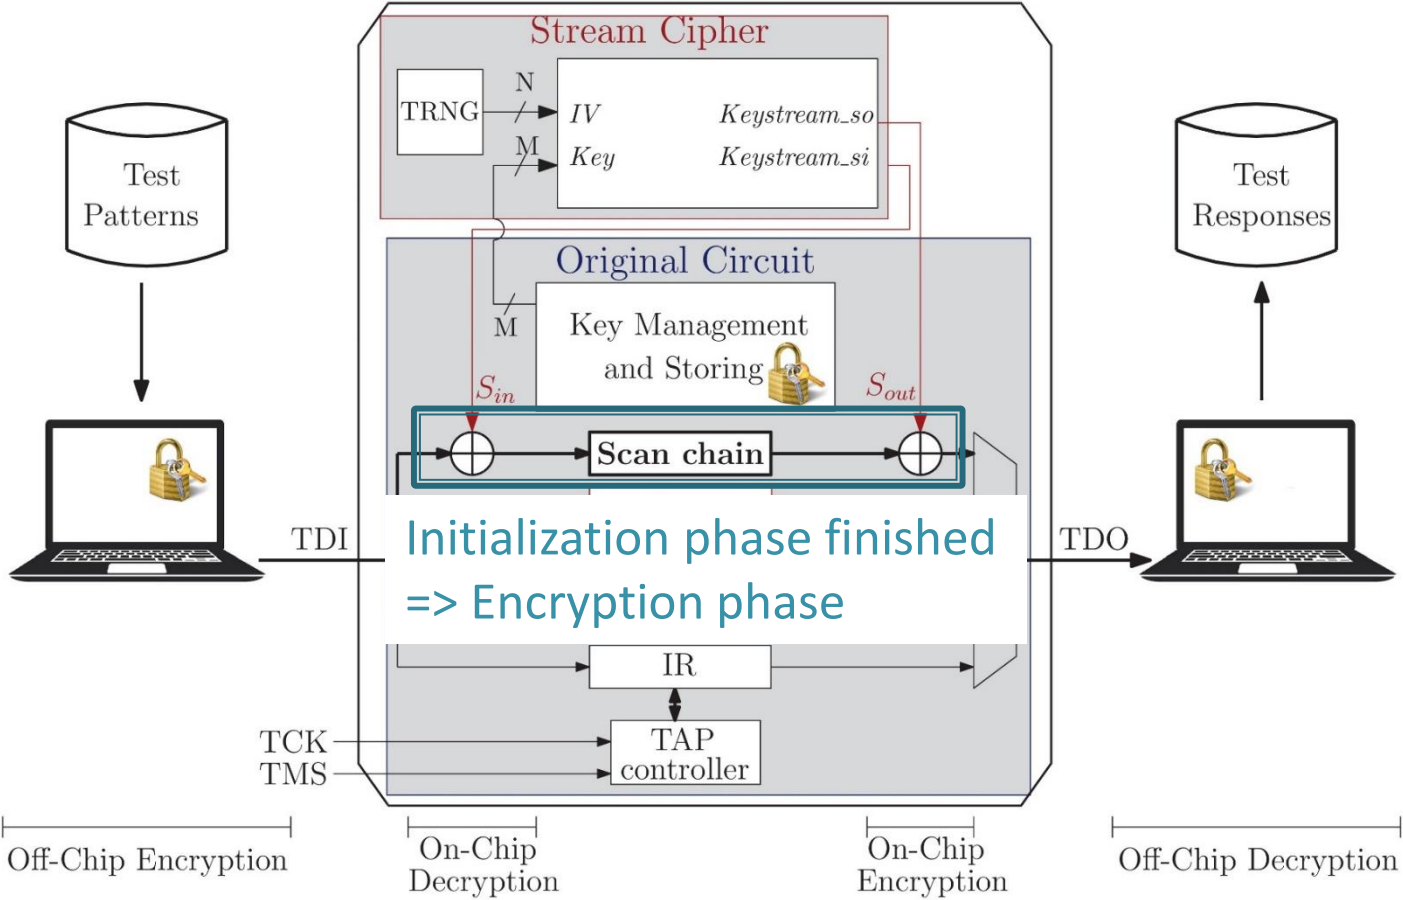 Stream Cipher
TRNG
N
M
IV
Key
Keystream_so
Keystream_si
Test
Patterns
Test
Responses
Original Circuit
Key Management
and Storing
M
S_in
S_out
Scan chain
TDI
Initialization phase finished
=> Encryption phase
TDO
IR
TAP
controller
TCK
TMS
Off-Chip Encryption
On-Chip
Decryption
On-Chip
Encryption
Off-Chip Decryption